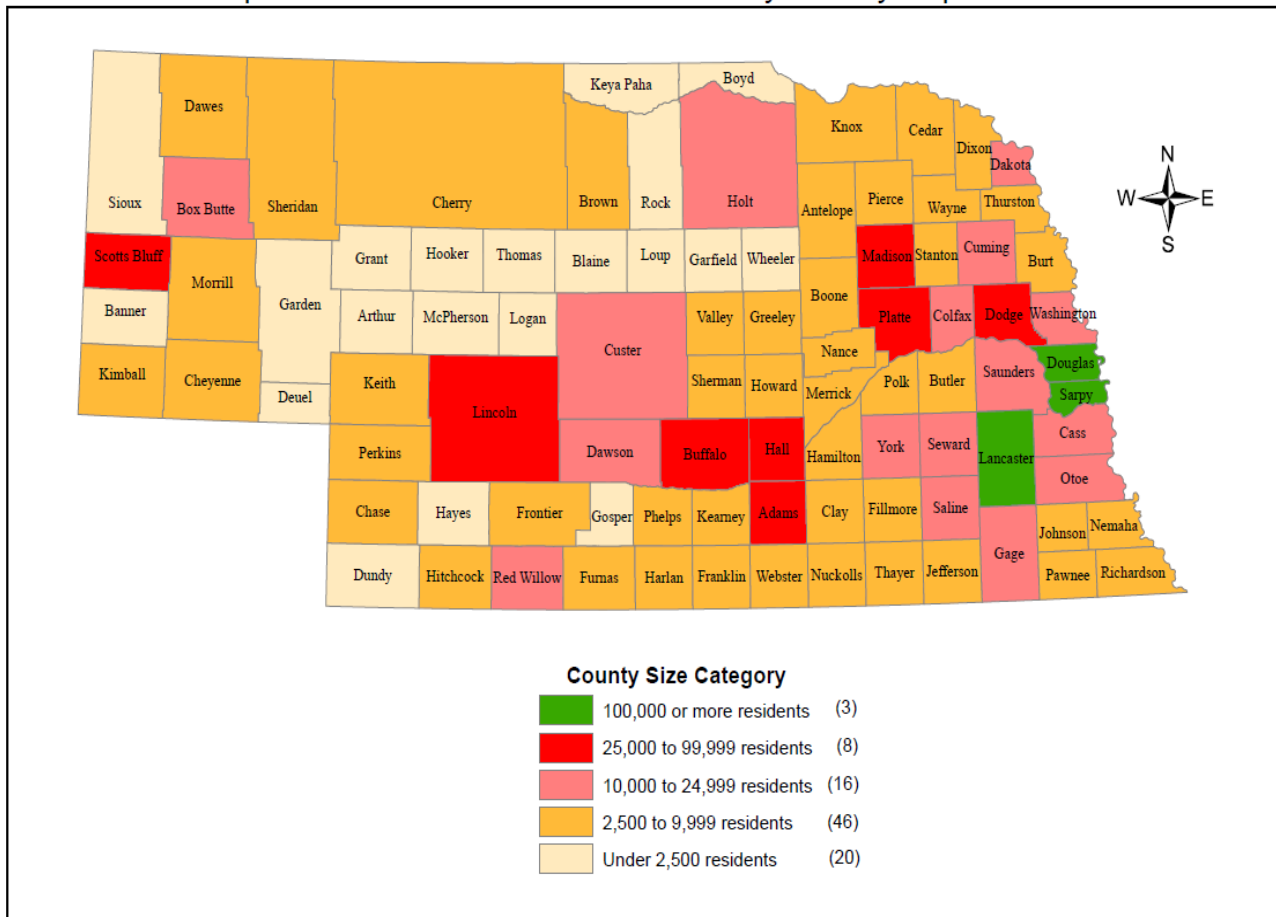 Keya Paha
Boyd
Dawes
Knox
Cedar
Dixon
Dakota
N
W
E
S
Sioux
Box Butte
Sheridan
Cherry
Brown
Rock
Holt
Antelope
Pierce
Wayne
Thurston
Scotts Bluff
Morrill
Grant
Hooker
Thomas
Blaine
Loup
Garfield
Wheeler
Madison
Stanton
Cuming
Burt
Banner
Garden
Arthur
McPherson
Logan
Custer
Valley
Greeley
Boone
Platte
Colfax
Dodge
Washington
Kimball
Cheyenne
Deuel
Keith
Lincoln
Sherman
Howard
Nance
Merrick
Polk
Butler
Saunders
Douglas
Sarpy
Perkins
Dawson
Buffalo
Hall
Hamilton
York
Seward
Lancaster
Cass
Otoe
Chase
Hayes
Frontier
Gosper
Phelps
Kearney
Adams
Clay
Fillmore
Saline
Gage
Johnson
Nemaha
Dundy
Hitchcock
Red Willow
Furnas
Harlan
Franklin
Webster
Nuckolls
Thayer
Jefferson
Pawnee
Richardson
County Size Category
100,000 or more residents (3)
25,000 to 99,999 residents (8)
10,000 to 24,999 residents (16)
2,500 to 9,999 residents (46)
Under 2,500 residents (20)